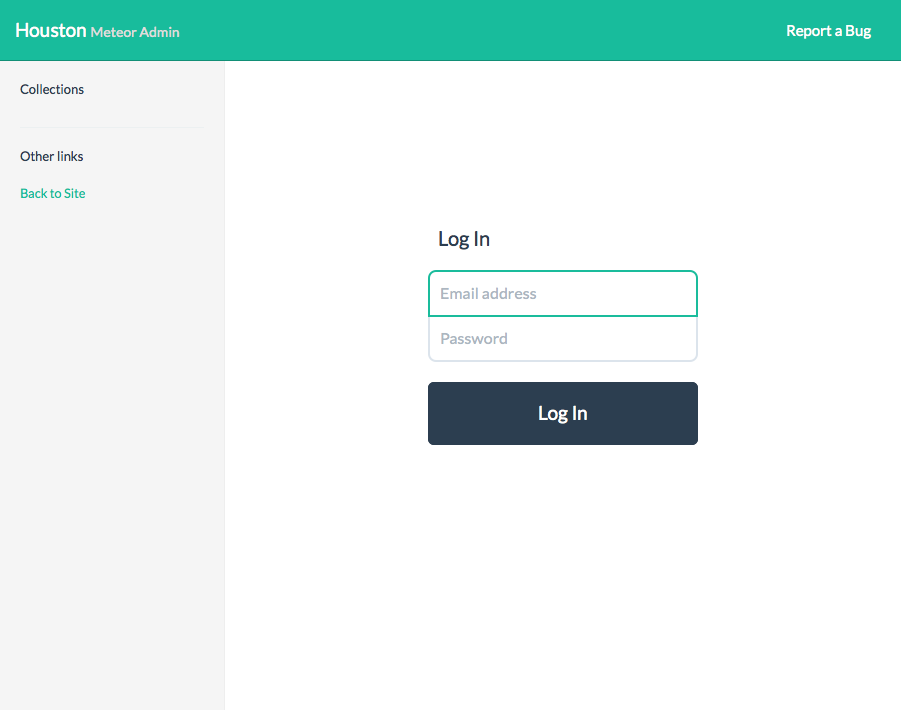 Houston Meteor Admin
Report a Bug
Collections
Other links
Back to Site
Log In
Email address
Password
Log In